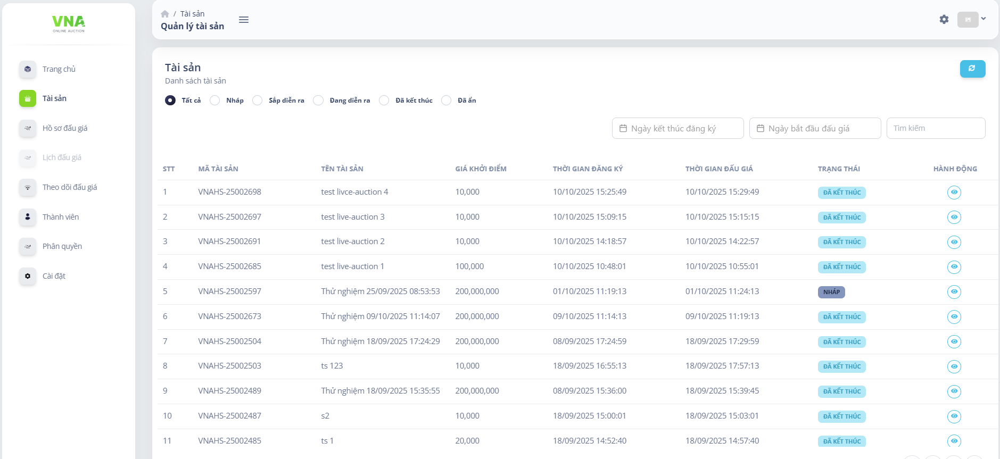 VNA
ONLINE AUCTION
Trang chủ
Tài sản
Hồ sơ đấu giá
Lịch đấu giá
Theo dõi đấu giá
Thành viên
Phân quyền
Cài đặt
/ Tài sản
Quản lý tài sản
Tài sản
Danh sách tài sản
Tất cả Nháp Sắp diễn ra Đang diễn ra Đã kết thúc Đã ẩn
Ngày kết thúc đăng ký Ngày bắt đầu đấu giá Tìm kiếm
STT MÃ TÀI SẢN TÊN TÀI SẢN GIÁ KHỞI ĐIỂM THỜI GIAN ĐĂNG KÝ THỜI GIAN ĐẤU GIÁ TRẠNG THÁI HÀNH ĐỘNG
1 VNAHS-25002698 test livce-auction 4 10,000 10/10/2025 15:25:49 10/10/2025 15:29:49 ĐÃ KẾT THÚC
2 VNAHS-25002697 test live-auction 3 10,000 10/10/2025 15:09:15 10/10/2025 15:15:15 ĐÃ KẾT THÚC
3 VNAHS-25002691 test live-auction 2 10,000 10/10/2025 14:18:57 10/10/2025 14:22:57 ĐÃ KẾT THÚC
4 VNAHS-25002685 test live-auction 1 100,000 10/10/2025 10:48:01 10/10/2025 10:55:01 ĐÃ KẾT THÚC
5 VNAHS-25002597 Thử nghiệm 25/09/2025 08:53:53 200,000,000 01/10/2025 11:19:13 01/10/2025 11:24:13 NHÁP
6 VNAHS-25002673 Thử nghiệm 09/10/2025 11:14:07 200,000,000 09/10/2025 11:14:13 09/10/2025 11:19:13 ĐÃ KẾT THÚC
7 VNAHS-25002504 Thử nghiệm 18/09/2025 17:24:29 200,000,000 08/09/2025 17:24:59 18/09/2025 17:29:59 ĐÃ KẾT THÚC
8 VNAHS-25002503 ts 123 10,000 18/09/2025 16:55:13 18/09/2025 17:57:13 ĐÃ KẾT THÚC
9 VNAHS-25002489 Thử nghiệm 18/09/2025 15:35:55 200,000,000 08/09/2025 15:36:00 18/09/2025 15:39:45 ĐÃ KẾT THÚC
10 VNAHS-25002487 s2 10,000 18/09/2025 15:00:01 18/09/2025 15:03:01 ĐÃ KẾT THÚC
11 VNAHS-25002485 ts 1 20,000 18/09/2025 14:52:40 18/09/2025 14:57:40 ĐÃ KẾT THÚC